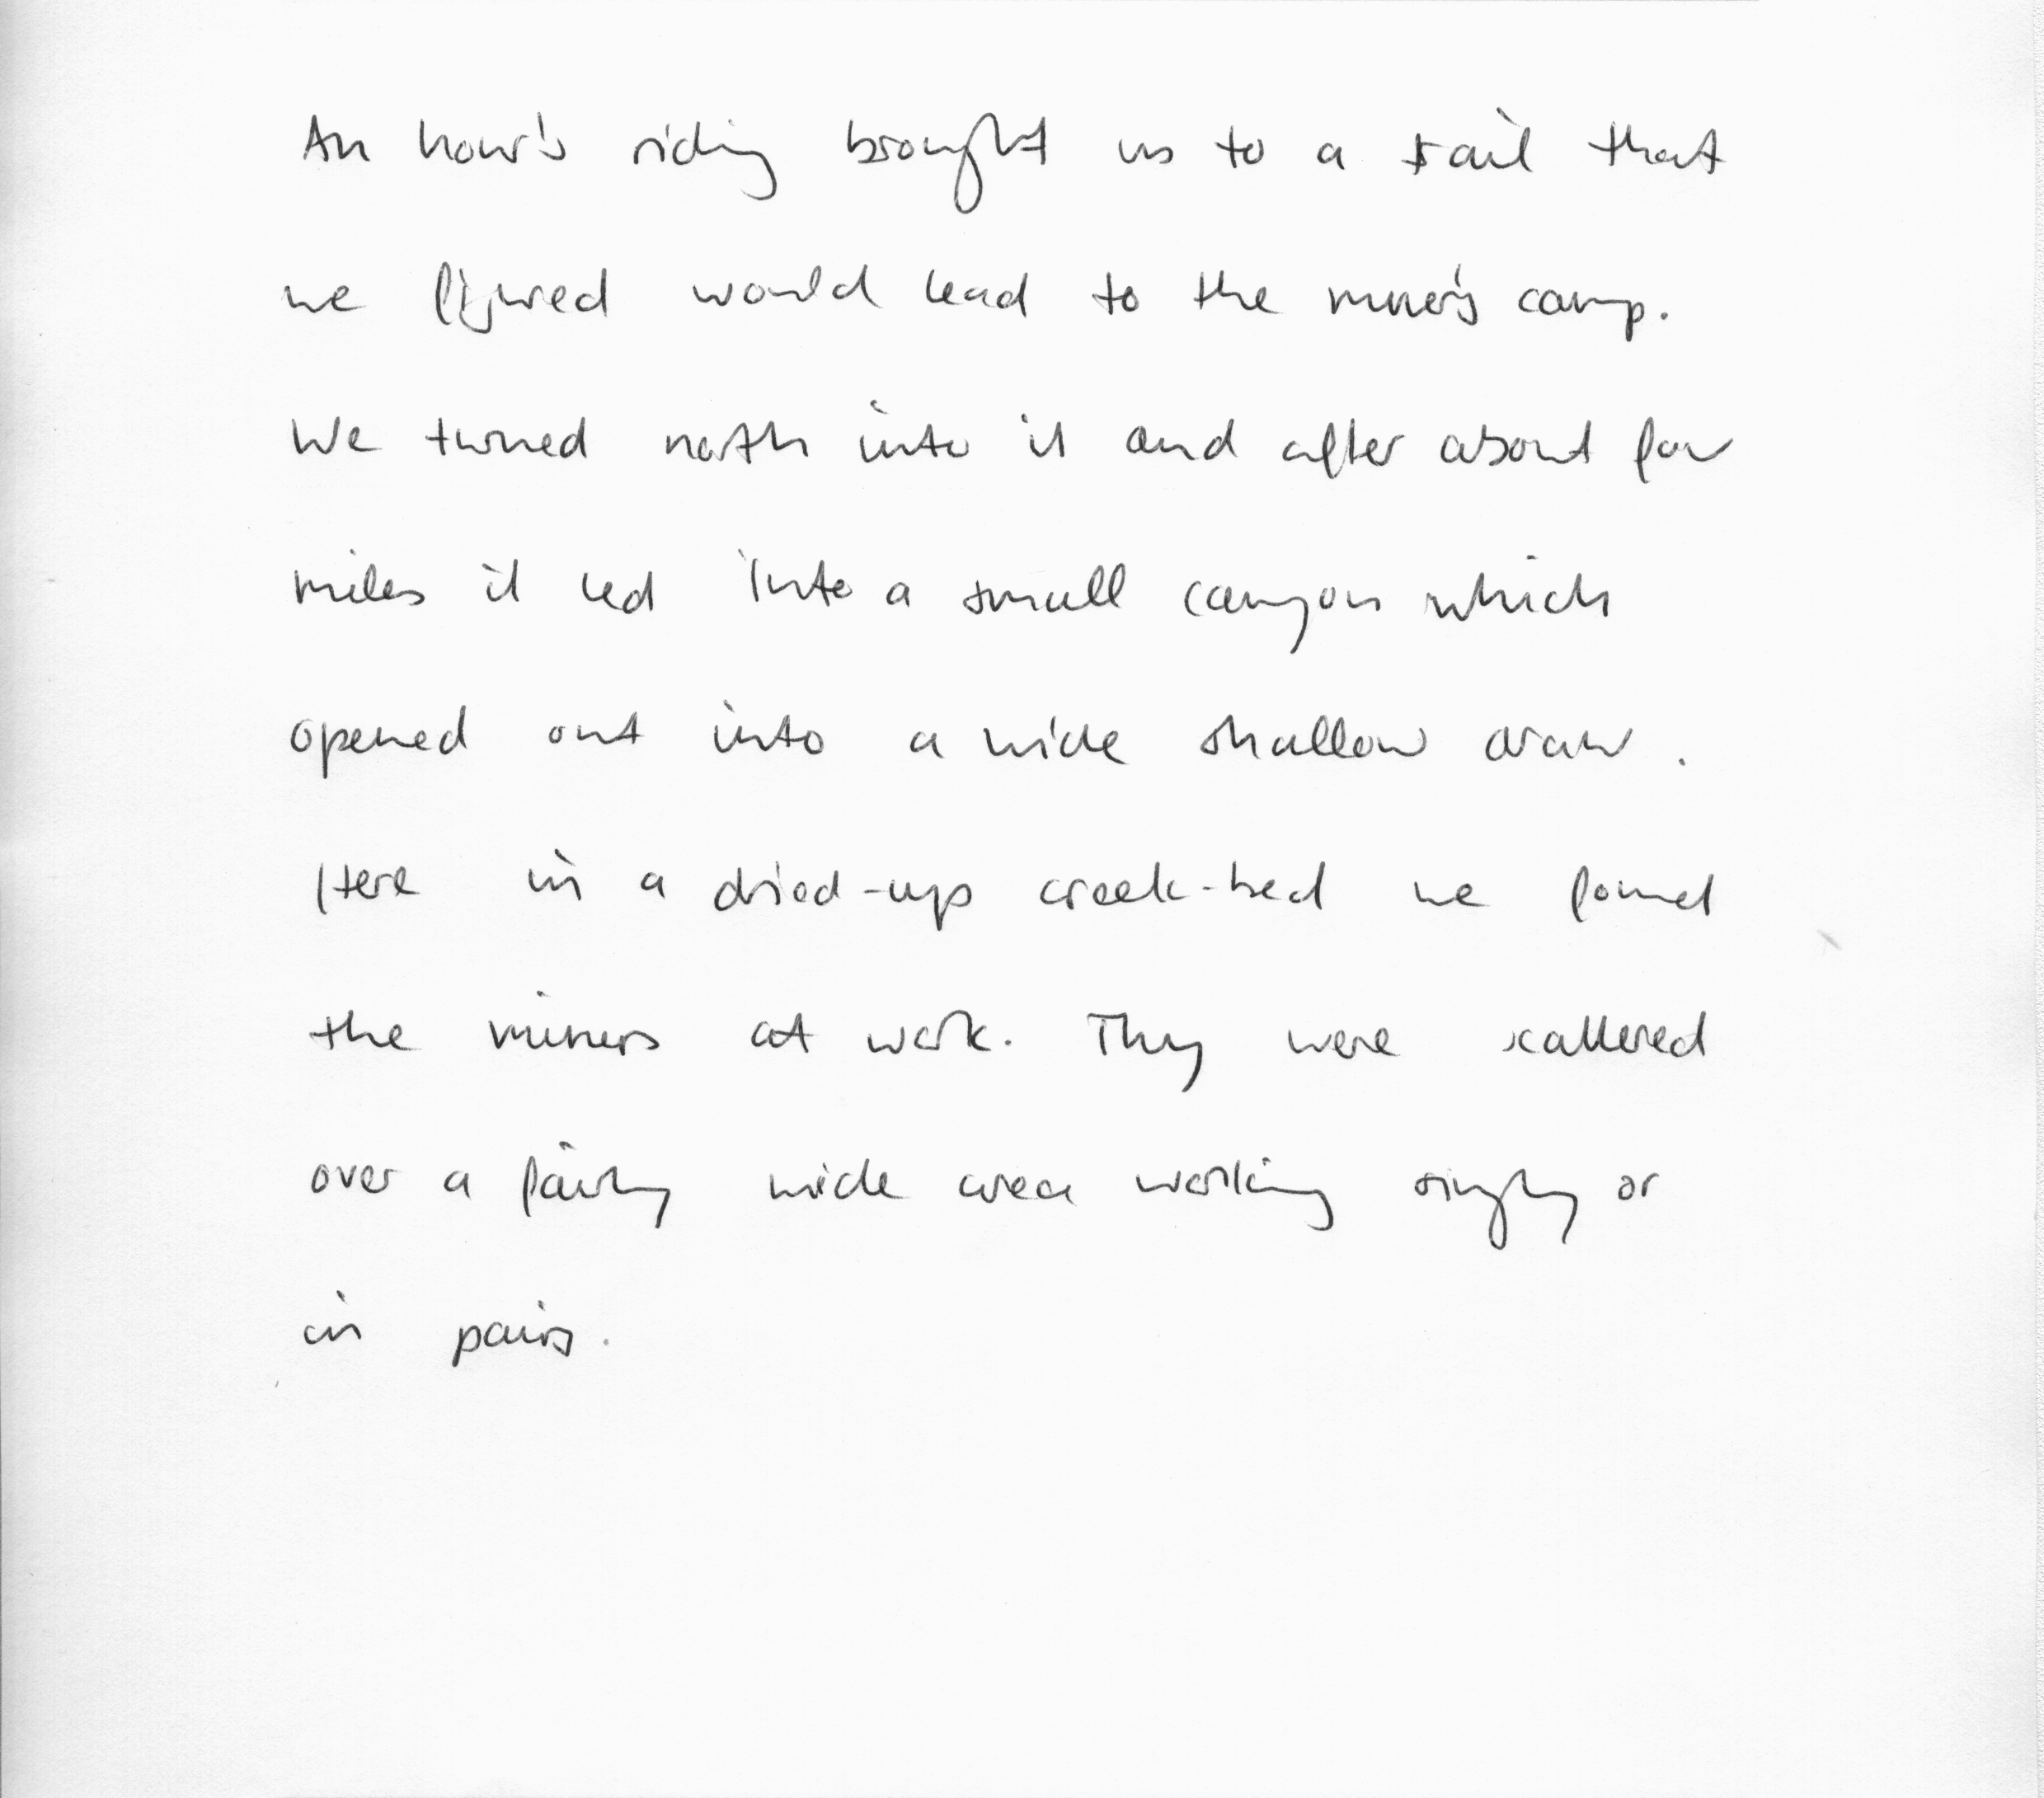 An hour's riding brought us to a trail that
we figured would lead to the miner's camp.
We turned north into it and after about four
miles it led into a small canyon which
opened out into a wide shallow draw.
Here in a dried-up creek-bed we found
the miners at work. They were scattered
over a fairly wide area working singly or
in pairs.